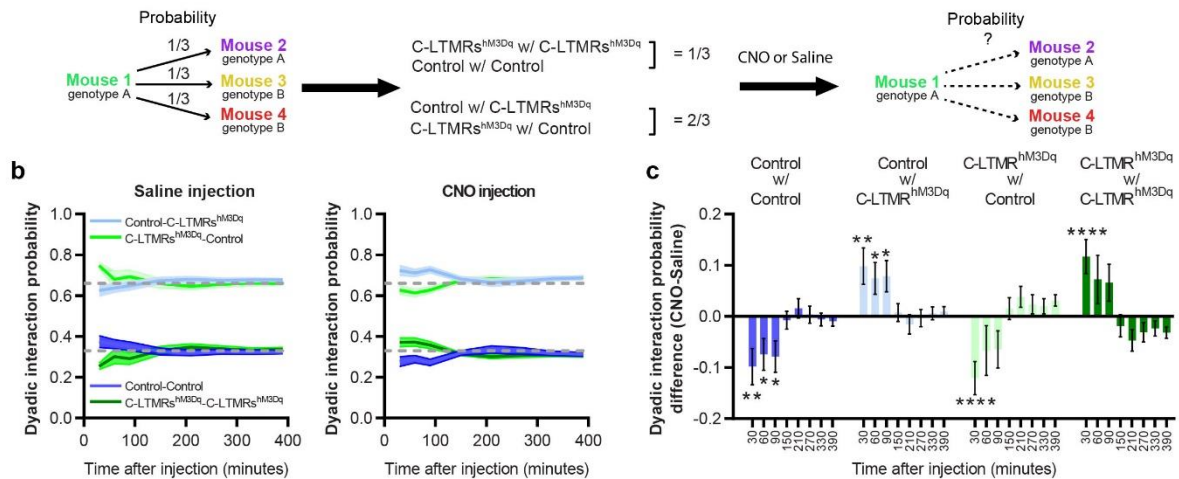 Probability
1/3
1/3
1/3
Mouse 1
genotype A
Mouse 2
genotype A
Mouse 3
genotype B
Mouse 4
genotype B
C-LTMRs^hM3Dq w/ C-LTMRs^hM3Dq
Control w/ Control
= 1/3
Control w/ C-LTMRs^hM3Dq
C-LTMRs^hM3Dq w/ Control
= 2/3
CNO or Saline
Probability
?
Mouse 1
genotype A
Mouse 2
genotype A
Mouse 3
genotype B
Mouse 4
genotype B
b
Saline injection
Dyadic interaction probability
1.0
0.8
0.6
0.4
0.2
0.0
Control-C-LTMRs^hM3Dq
C-LTMRs^hM3Dq-Control
Control-Control
C-LTMRs^hM3Dq-C-LTMRs^hM3Dq
0 100 200 300 400
Time after injection (minutes)
CNO injection
Dyadic interaction probability
1.0
0.8
0.6
0.4
0.2
0.0
0 100 200 300 400
Time after injection (minutes)
c
Control
w/
Control
Control
w/
C-LTMR^hM3Dq
C-LTMR^hM3Dq
w/
Control
C-LTMR^hM3Dq
w/
C-LTMR^hM3Dq
Dyadic interaction probability
difference (CNO-Saline)
0.2
0.1
0.0
-0.1
-0.2
** * *
** * *
****
****
30 60 90 150 210 270 330 390
30 60 90 150 210 270 330 390
30 60 90 150 210 270 330 390
30 60 90 150 210 270 330 390
Time after injection (minutes)